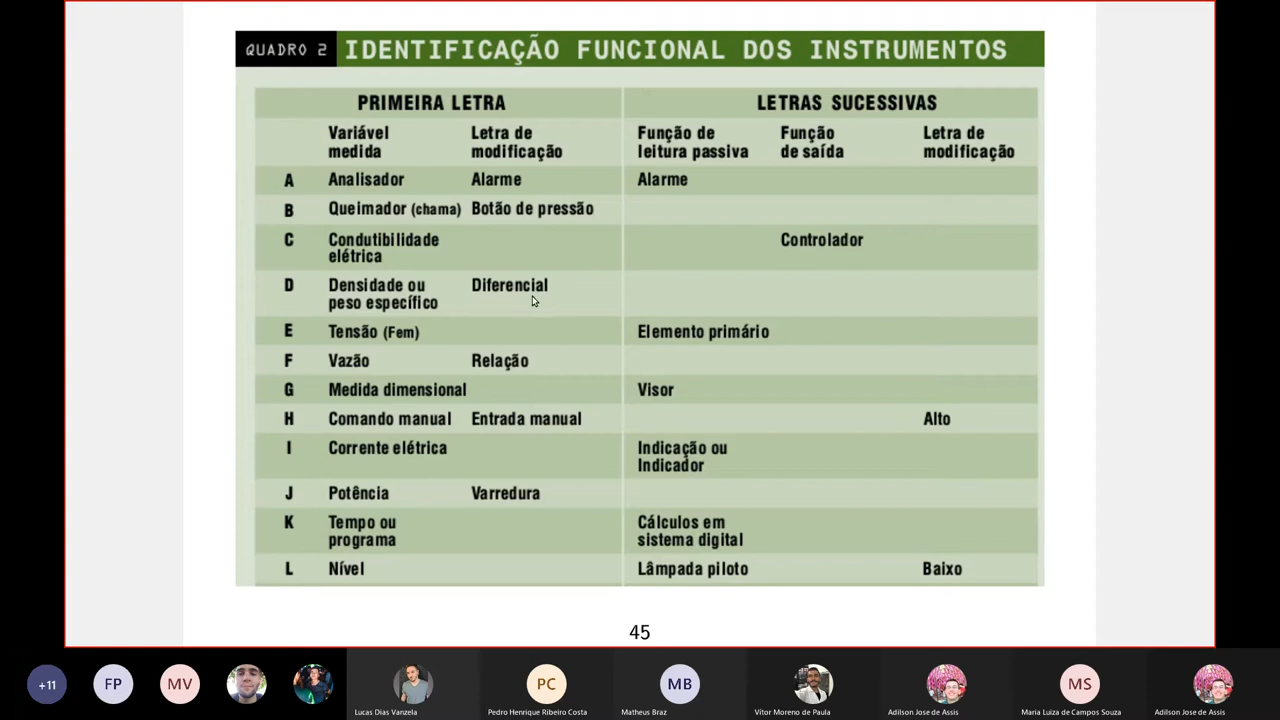 QUADRO 2 IDENTIFICAÇÃO FUNCIONAL DOS INSTRUMENTOS
PRIMEIRA LETRA LETRAS SUCESSIVAS
Variável Letra de Função de Função Letra de
medida modificação leitura passiva de saída modificação
A Analisador Alarme Alarme
B Queimador (chama) Botão de pressão
C Condutibilidade Controlador
elétrica
D Densidade ou Diferencial
peso específico
E Tensão (Fem) Elemento primário
F Vazão Relação
G Medida dimensional Visor
H Comando manual Entrada manual Alto
I Corrente elétrica Indicação ou
Indicador
J Potência Varredura
K Tempo ou Cálculos em
programa sistema digital
L Nível Lâmpada piloto Baixo
45
+11 FP MV PC MB MS
Lucas Dias Vanzela Pedro Henrique Ribeiro Costa Matheus Braz Vítor Moreno de Paula Adilson Jose de Assis Maria Luiza de Campos Souza Adilson Jose de Assis